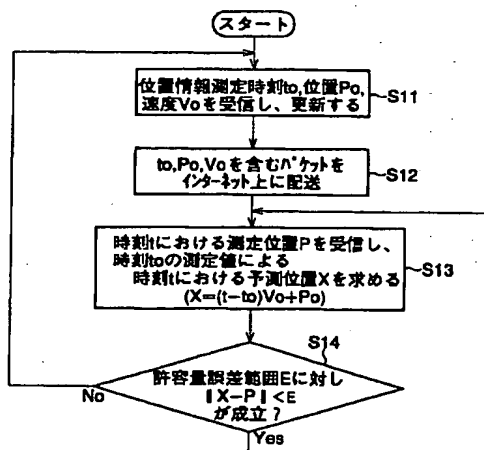 スタート
位置情報測定時刻to,位置Po,
速度Voを受信し、更新する
S11
to,Po,Voを含むパケットを
インターネット上に配送
S12
時刻tにおける測定位置Pを受信し、
時刻toの測定値による
時刻tにおける予測位置Xを求める
(X=(t-to)Vo+Po)
S13
S14
許容量誤差範囲Eに対し
|X-P|<E
が成立?
No
Yes